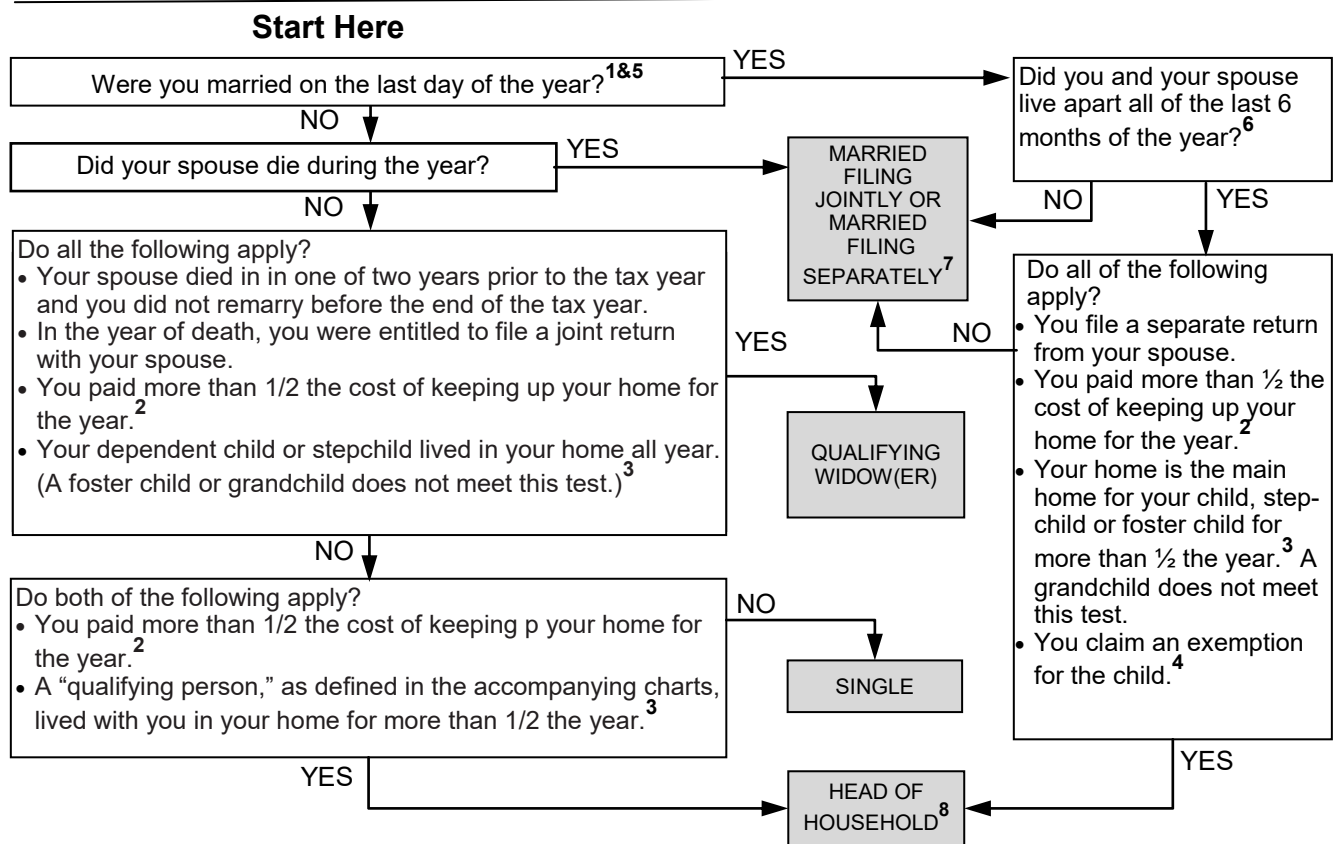 Start Here
Were you married on the last day of the year?1&5
YES
NO
Did your spouse die during the year?
YES
NO
Do all the following apply?
• Your spouse died in in one of two years prior to the tax year
and you did not remarry before the end of the tax year.
• In the year of death, you were entitled to file a joint return
with your spouse.
• You paid more than 1/2 the cost of keeping up your home for
the year.2
• Your dependent child or stepchild lived in your home all year.
(A foster child or grandchild does not meet this test.)3
YES
NO
Do both of the following apply?
• You paid more than 1/2 the cost of keeping p your home for
the year.2
• A “qualifying person,” as defined in the accompanying charts,
lived with you in your home for more than 1/2 the year.3
NO
YES
MARRIED
FILING
JOINTLY OR
MARRIED
FILING
SEPARATELY7
QUALIFYING
WIDOW(ER)
SINGLE
HEAD OF
HOUSEHOLD8
Did you and your spouse
live apart all of the last 6
months of the year?6
NO
YES
Do all of the following
apply?
• You file a separate return
from your spouse.
• You paid more than ½ the
cost of keeping up your
home for the year.2
• Your home is the main
home for your child, step-
child or foster child for
more than ½ the year.3 A
grandchild does not meet
this test.
• You claim an exemption
for the child.4
NO
YES